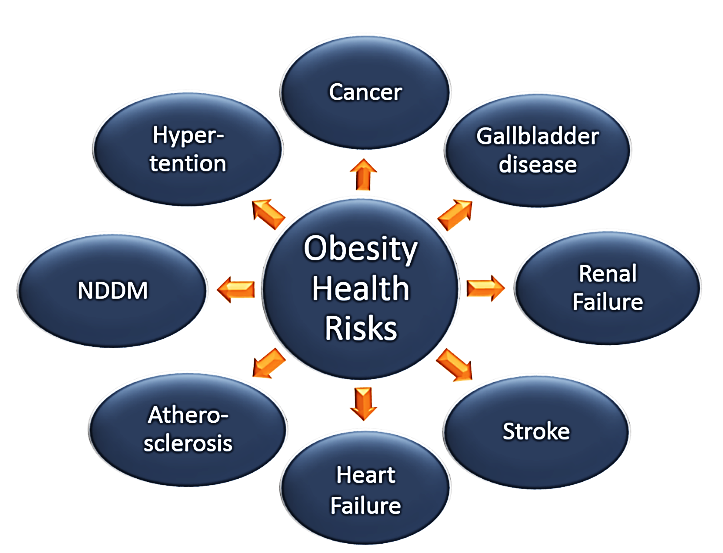 Obesity
Health
Risks
Cancer
Gallbladder
disease
Renal
Failure
Stroke
Heart
Failure
Athero-
sclerosis
NDDM
Hyper-
tention